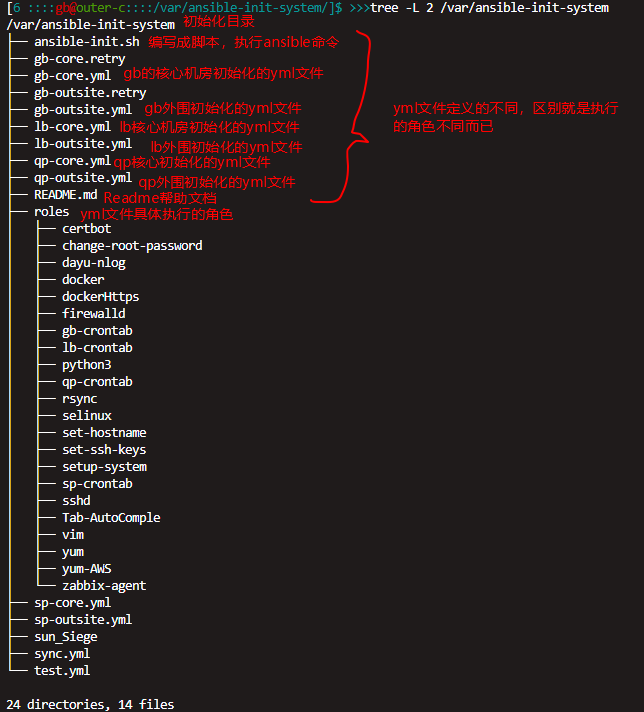 [6 ::::gb@outer-c::::/var/ansible-init-system/]$ >>>tree -L 2 /var/ansible-init-system
/var/ansible-init-system 初始化目录
├── ansible-init.sh 编写成脚本，执行ansible命令
├── gb-core.retry
├── gb-core.yml gb的核心机房初始化的yml文件
├── gb-outsite.retry
├── gb-outsite.yml gb外围初始化的yml文件
├── lb-core.yml lb核心机房初始化的yml文件
├── lb-outsite.yml lb外围初始化的yml文件
├── qp-core.yml qp核心初始化的yml文件
├── qp-outsite.yml qp外围初始化的yml文件
├── README.md Readme帮助文档
yml文件定义的不同，区别就是执行
的角色不同而已
├── roles yml文件具体执行的角色
│   ├── certbot
│   ├── change-root-password
│   ├── dayu-nlog
│   ├── docker
│   ├── dockerHttps
│   ├── firewalld
│   ├── gb-crontab
│   ├── lb-crontab
│   ├── python3
│   ├── qp-crontab
│   ├── rsync
│   ├── selinux
│   ├── set-hostname
│   ├── set-ssh-keys
│   ├── setup-system
│   ├── sp-crontab
│   ├── sshd
│   ├── Tab-AutoComple
│   ├── vim
│   ├── yum
│   ├── yum-AWS
│   └── zabbix-agent
├── sp-core.yml
├── sp-outsite.yml
├── sun_Siege
├── sync.yml
└── test.yml
24 directories, 14 files